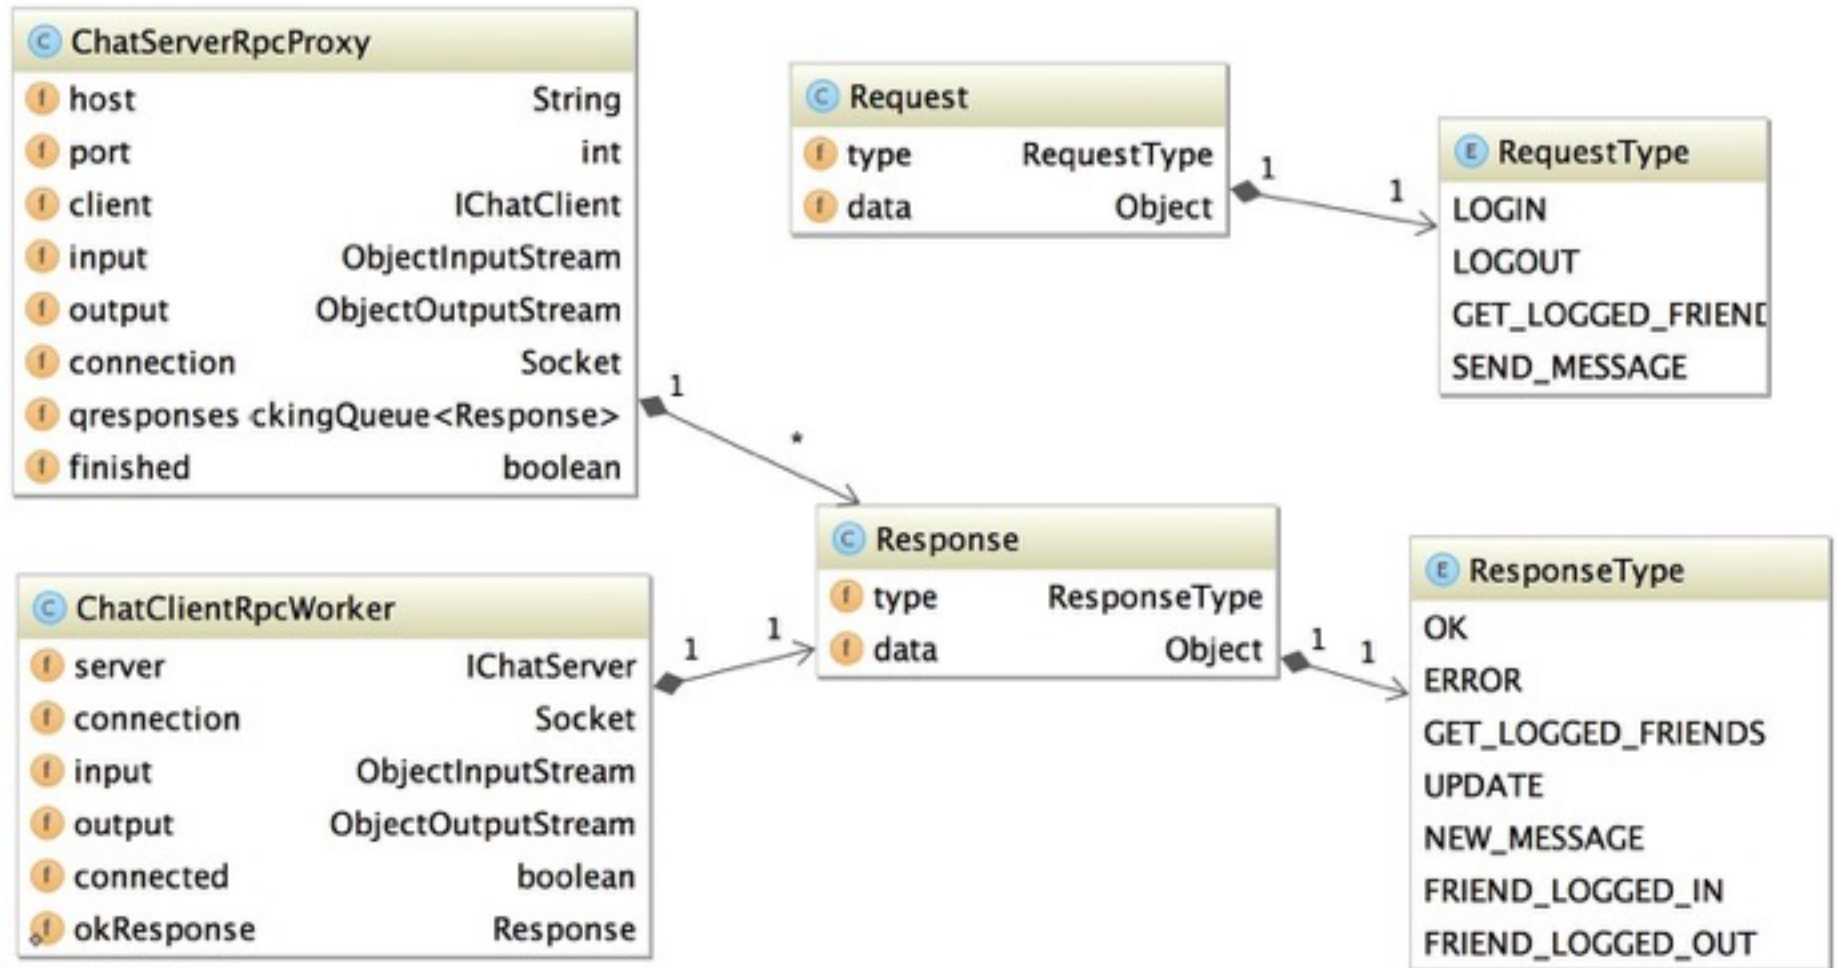 ChatServerRpcProxy
host String
port int
client IChatClient
input ObjectInputStream
output ObjectOutputStream
connection Socket
qresponses ckingQueue<Response>
finished boolean
Request
type RequestType
data Object
1 1
RequestType
LOGIN
LOGOUT
GET_LOGGED_FRIEND
SEND_MESSAGE
1
*
Response
type ResponseType
data Object
1 1
ChatClientRpcWorker
server IChatServer
connection Socket
input ObjectInputStream
output ObjectOutputStream
connected boolean
okResponse Response
1 1
ResponseType
OK
ERROR
GET_LOGGED_FRIENDS
UPDATE
NEW_MESSAGE
FRIEND_LOGGED_IN
FRIEND_LOGGED_OUT